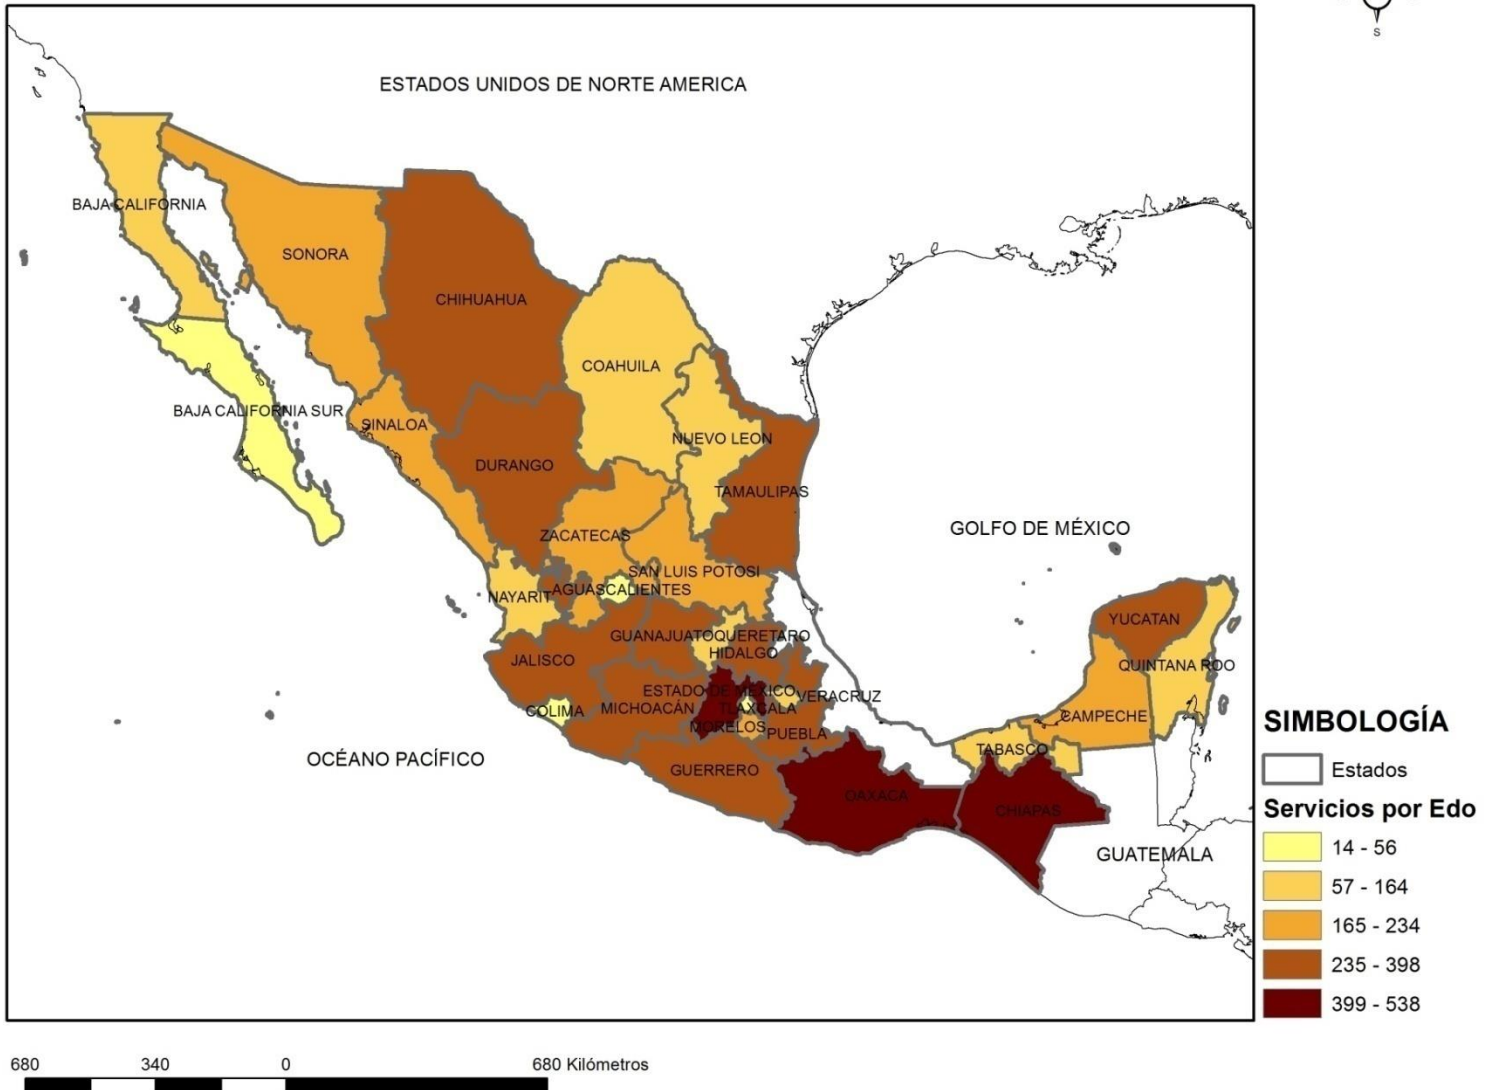 S
ESTADOS UNIDOS DE NORTE AMERICA
BAJA CALIFORNIA
SONORA
CHIHUAHUA
COAHUILA
BAJA CALIFORNIA SUR
SINALOA
NUEVO LEON
DURANGO
TAMAULIPAS
GOLFO DE MÉXICO
ZACATECAS
SAN LUIS POTOSI
AGUASCALIENTES
NAYARIT
YUCATAN
GUANAJUATO
QUERETARO
HIDALGO
JALISCO
QUINTANA ROO
ESTADO DE MEXICO
VERACRUZ
COLIMA
MICHOACÁN
TLAXCALA
CAMPECHE
MORELOS
PUEBLA
TABASCO
OCÉANO PACÍFICO
GUERRERO
OAXACA
CHIAPAS
GUATEMALA
SIMBOLOGÍA
Estados
Servicios por Edo
14 - 56
57 - 164
165 - 234
235 - 398
399 - 538
680 340 0 680 Kilómetros